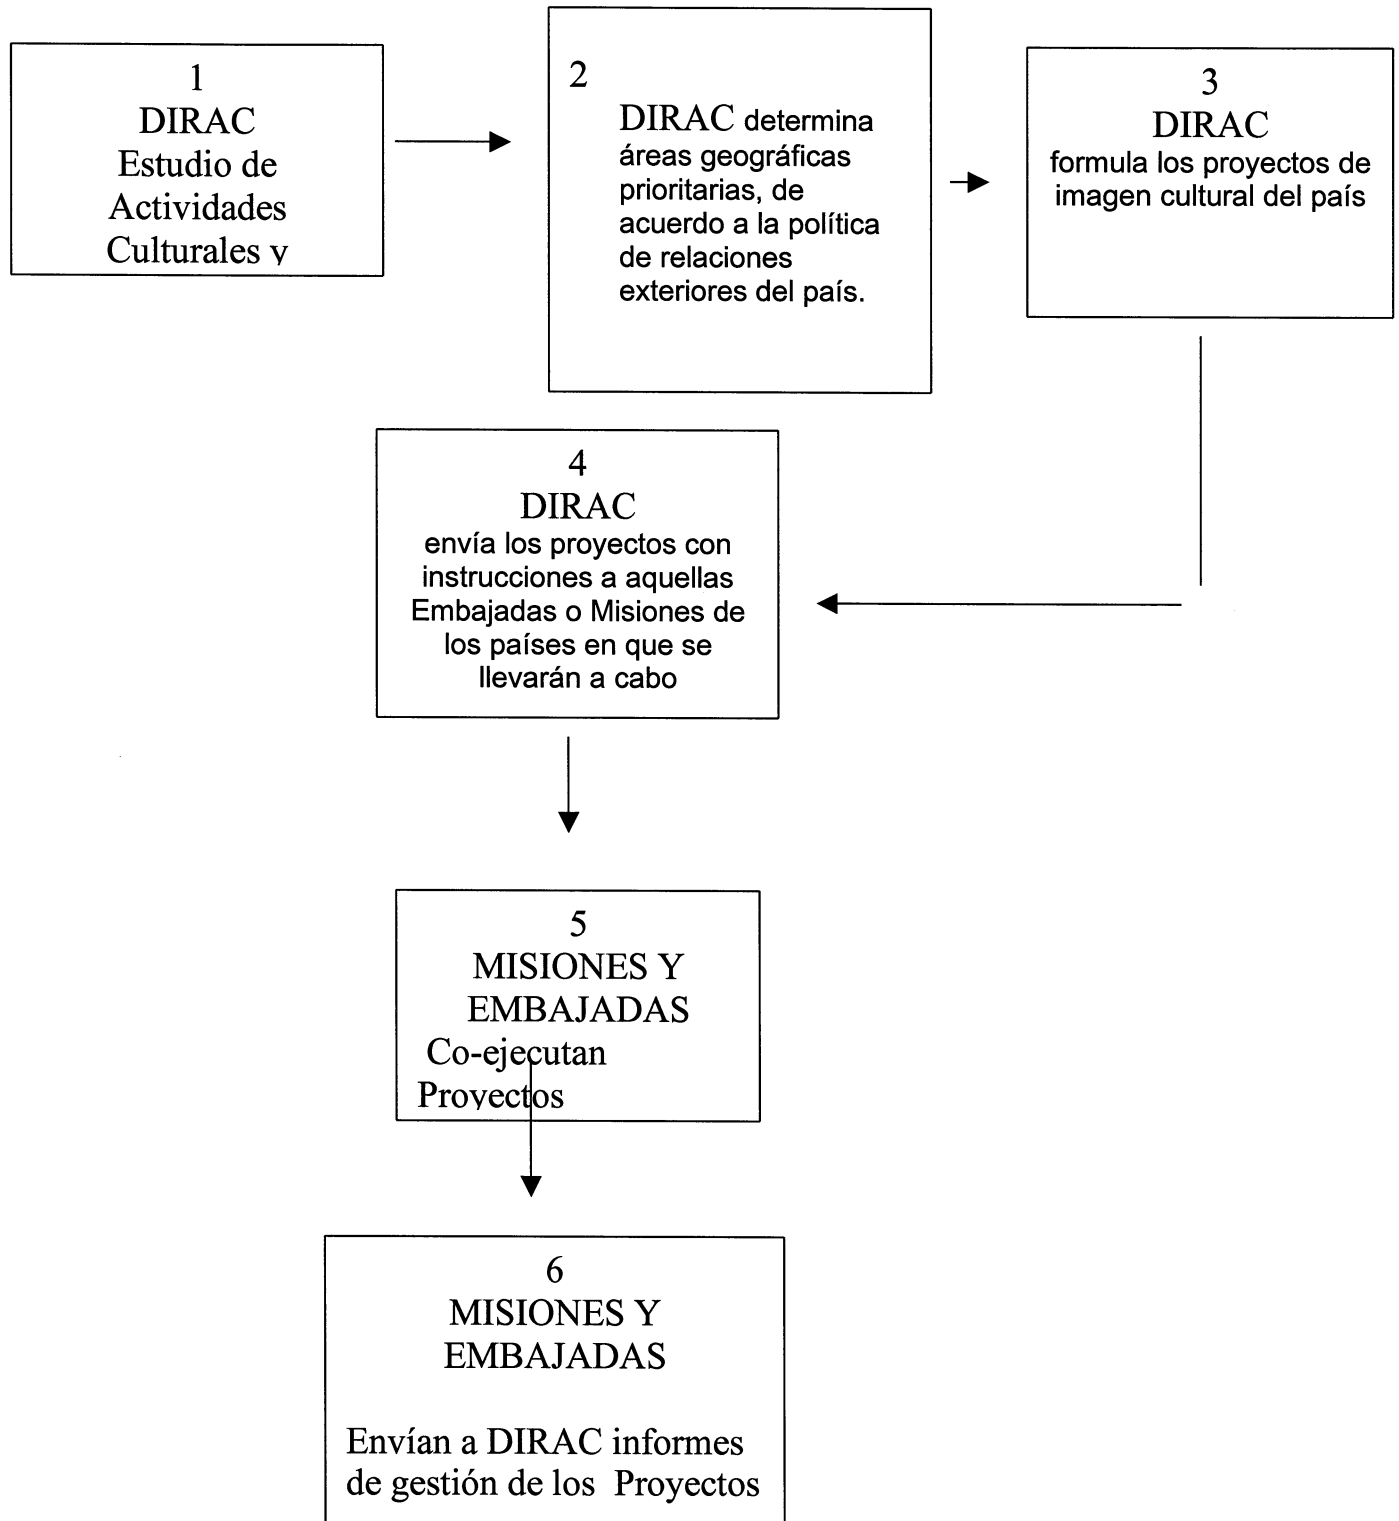 1
DIRAC
Estudio de
Actividades
Culturales y
2
DIRAC determina
áreas geográficas
prioritarias, de
acuerdo a la política
de relaciones
exteriores del país.
3
DIRAC
formula los proyectos de
imagen cultural del país
4
DIRAC
envía los proyectos con
instrucciones a aquellas
Embajadas o Misiones de
los países en que se
llevarán a cabo
5
MISIONES Y
EMBAJADAS
Co-ejecutan
Proyectos
6
MISIONES Y
EMBAJADAS
Envían a DIRAC informes
de gestión de los Proyectos